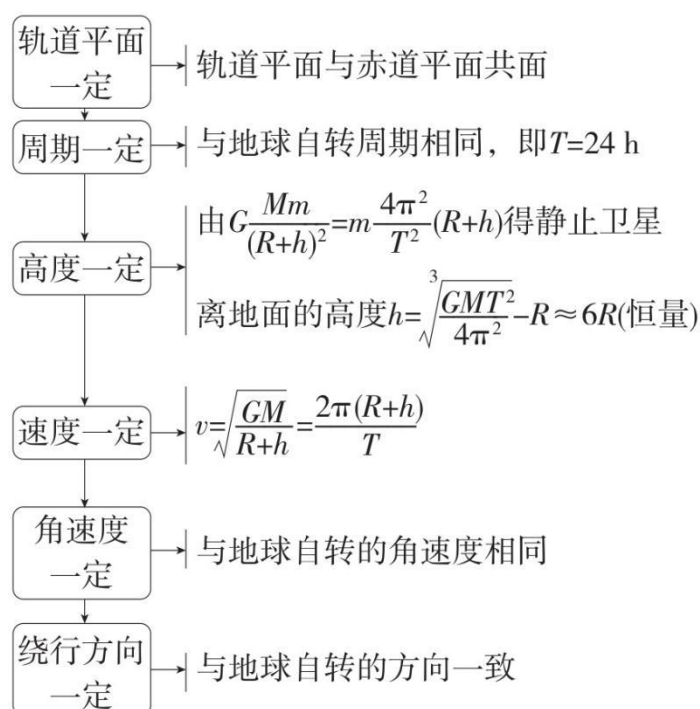 轨道平面
一定
轨道平面与赤道平面共面
周期一定
与地球自转周期相同，即T=24 h
高度一定
由G\frac{Mm}{(R+h)^2}=m\frac{4π^2}{T^2}(R+h)得静止卫星
离地面的高度h=\sqrt[3]{\frac{GMT^2}{4π^2}}-R≈6R(恒量)
速度一定
v=\sqrt{\frac{GM}{R+h}}=\frac{2π(R+h)}{T}
角速度
一定
与地球自转的角速度相同
绕行方向
一定
与地球自转的方向一致